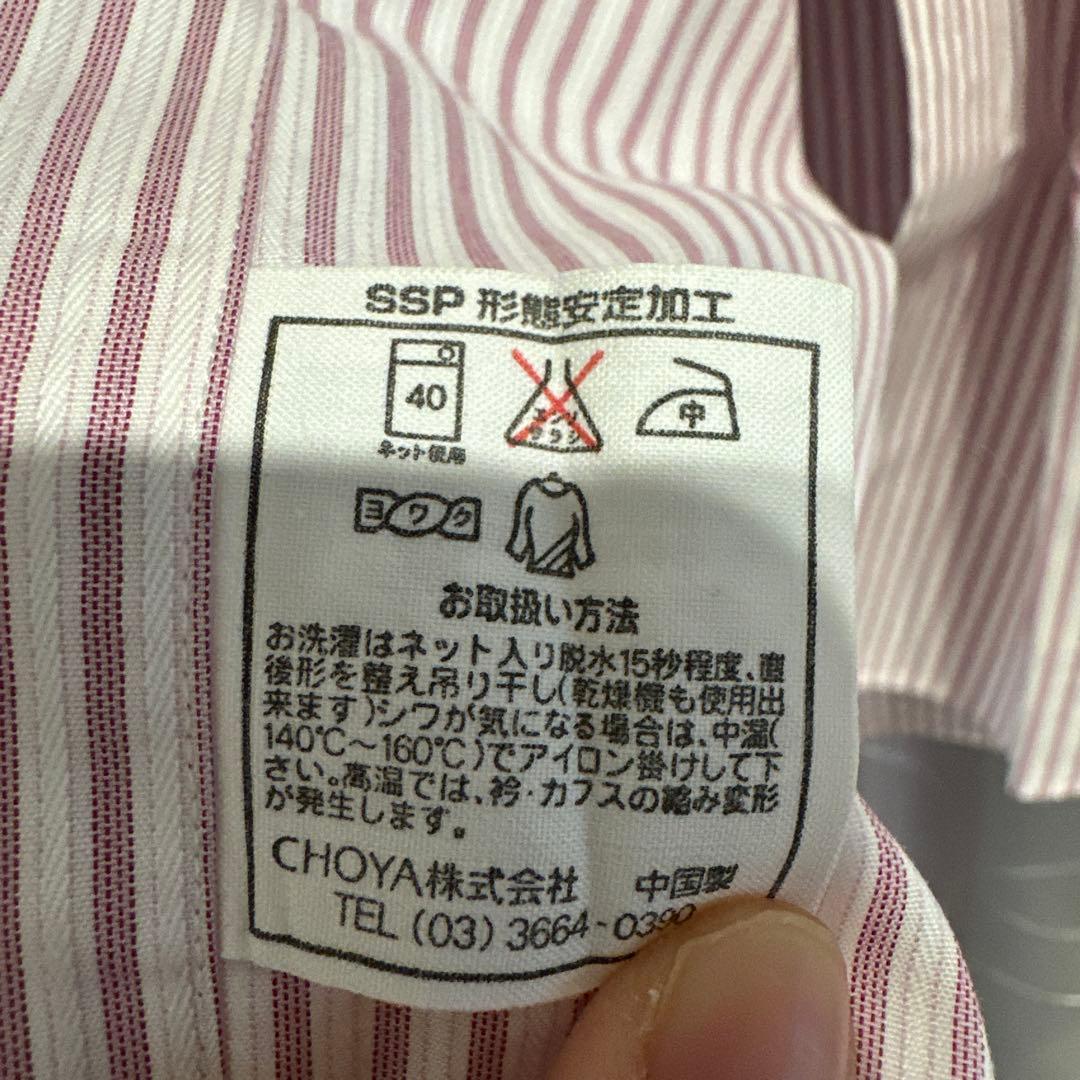 SSP 形態安定加工
40
ネット使用
エンソ
サラシ
中
ヨワク
お取扱い方法
お洗濯はネット入り脱水15秒程度、直
後形を整え吊り干し(乾燥機も使用出
来ます)シワが気になる場合は、中温(
140℃~160℃)でアイロン掛けして下
さい。高温では、衿・カフスの縮み変形
が発生します。
CHOYA株式会社 中国製
TEL (03) 3664-0390